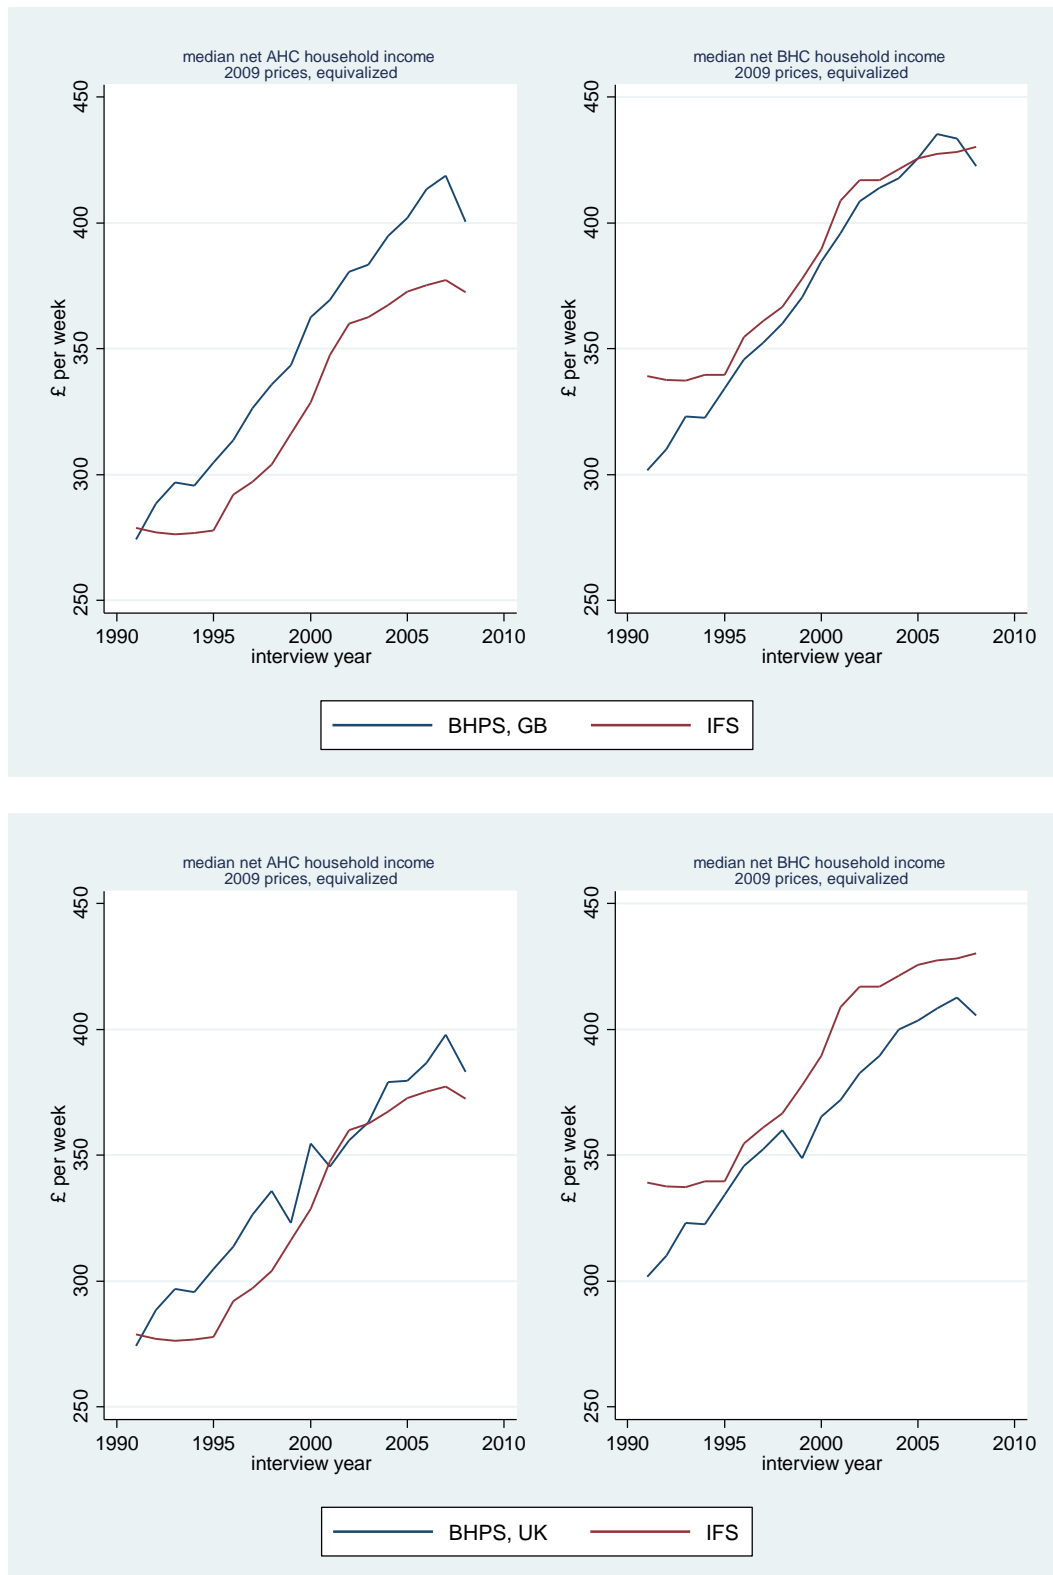 median net AHC household income
2009 prices, equivalized
450
400
350
300
250
£ per week
1990 1995 2000 2005 2010
interview year
median net BHC household income
2009 prices, equivalized
450
400
350
300
250
£ per week
1990 1995 2000 2005 2010
interview year
BHPS, GB IFS
median net AHC household income
2009 prices, equivalized
450
400
350
300
250
£ per week
1990 1995 2000 2005 2010
interview year
median net BHC household income
2009 prices, equivalized
450
400
350
300
250
£ per week
1990 1995 2000 2005 2010
interview year
BHPS, UK IFS